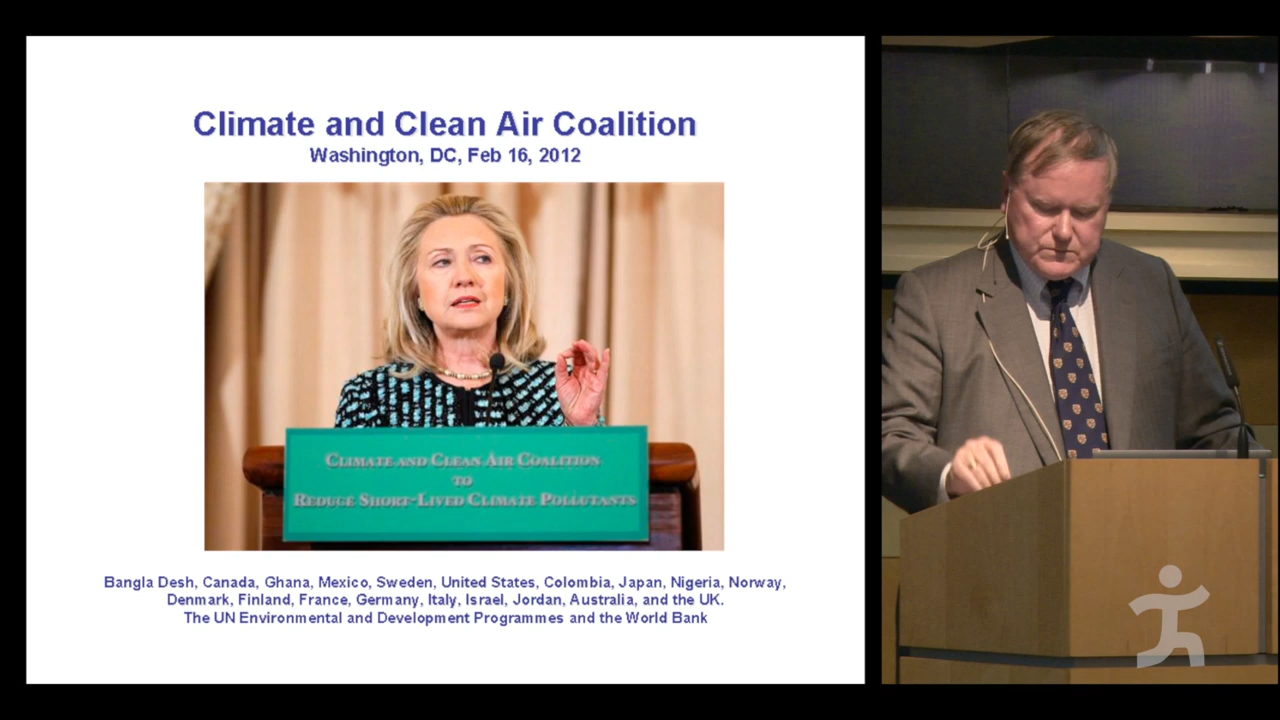 Climate and Clean Air Coalition
Washington, DC, Feb 16, 2012
Climate and Clean Air Coalition
to
Reduce Short-Lived Climate Pollutants
Bangla Desh, Canada, Ghana, Mexico, Sweden, United States, Colombia, Japan, Nigeria, Norway,
Denmark, Finland, France, Germany, Italy, Israel, Jordan, Australia, and the UK.
The UN Environmental and Development Programmes and the World Bank